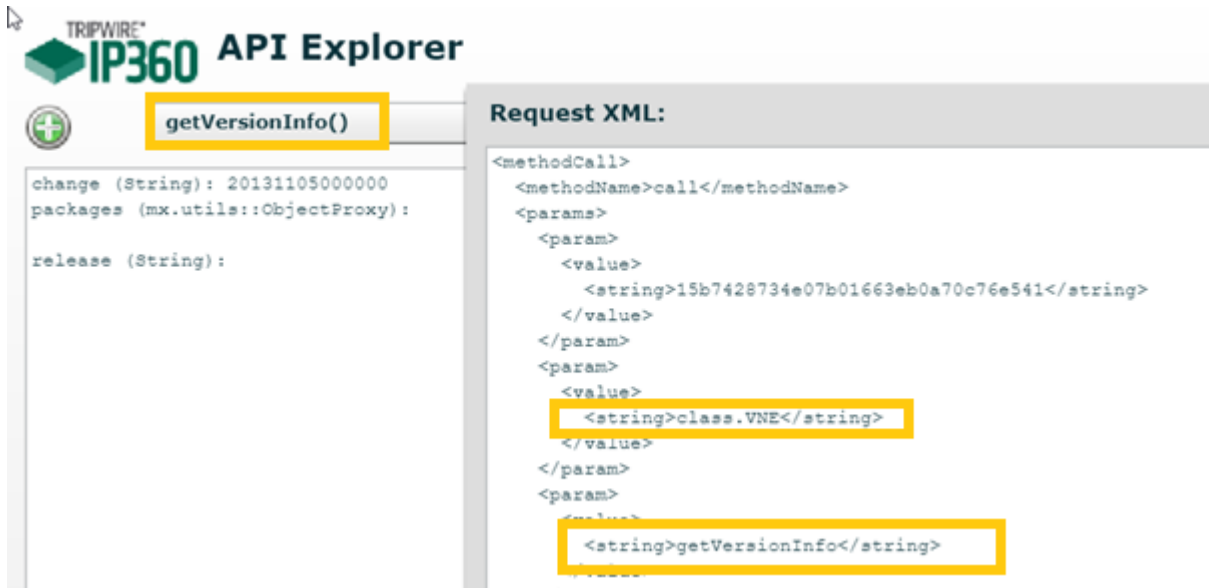 TRIPWIRE
IP360
API Explorer
getVersionInfo()
change (String): 20131105000000
packages (mx.utils::ObjectProxy):
release (String):
Request XML:
<methodCall>
<methodName>call</methodName>
<params>
<param>
<value>
<string>15b7428734e07b01663eb0a70c76e541</string>
</value>
</param>
<param>
<value>
<string>class.VNE</string>
</value>
</param>
<param>
<value>
<string>getVersionInfo</string>